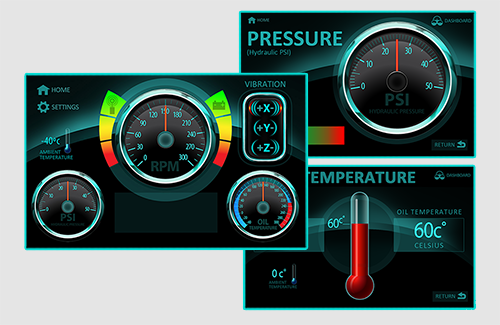 HOME
DASHBOARD
PRESSURE
(Hydraulic PSI)
0 10 20 30 40 50
PSI
HYDRAULIC PRESSURE
RETURN
HOME
SETTINGS
-40°c
AMBIENT
TEMPERATURE
0 30 60 90 120 150 180 210 240 270 300
RPM
VIBRATION
(+X-)
(+Y-)
(+Z-)
PSI
OIL
TEMPERATURE
TEMPERATURE
DASHBOARD
60c°
OIL TEMPERATURE
60c°
CELSIUS
0c°
AMBIENT
TEMPERATURE
RETURN